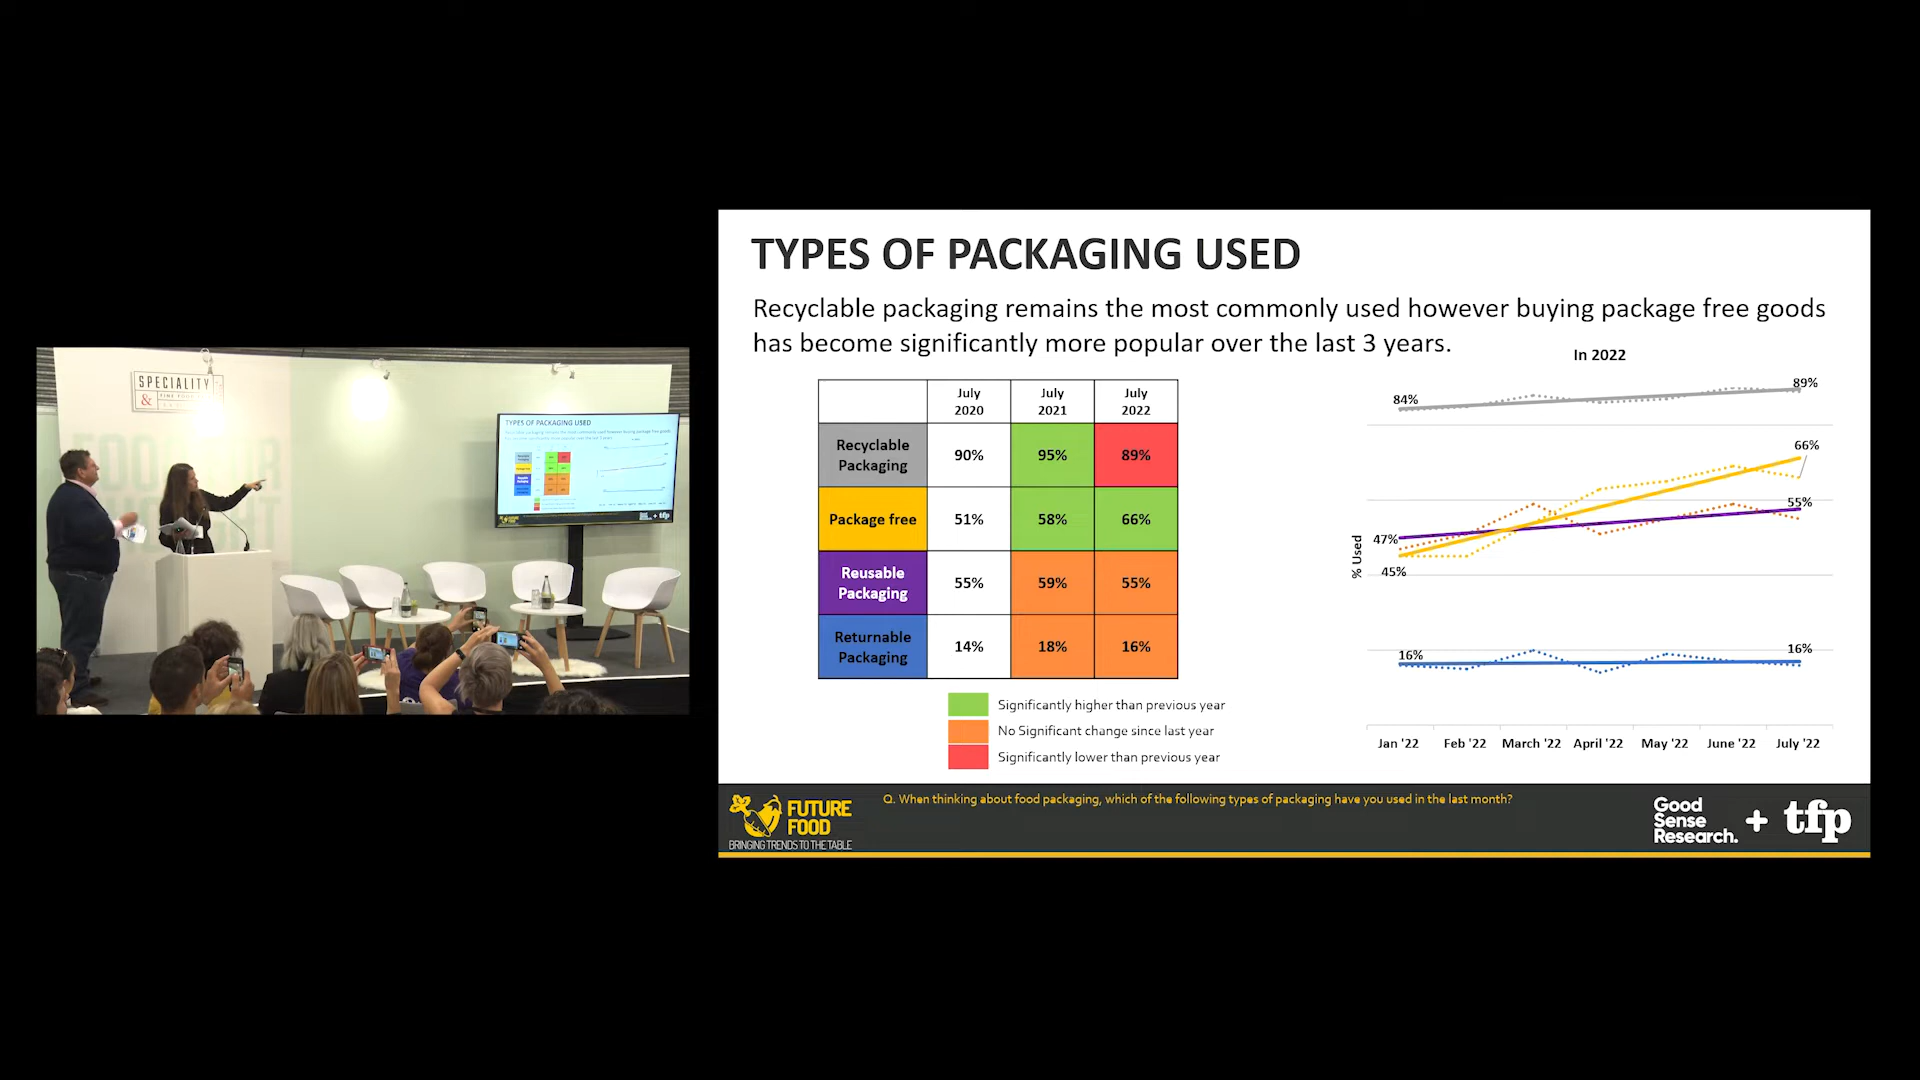 TYPES OF PACKAGING USED
Recyclable packaging remains the most commonly used however buying package free goods
has become significantly more popular over the last 3 years.
July 2020
July 2021
July 2022
Recyclable Packaging
90%
95%
89%
Package free
51%
58%
66%
Reusable Packaging
55%
59%
55%
Returnable Packaging
14%
18%
16%
Significantly higher than previous year
No Significant change since last year
Significantly lower than previous year
In 2022
84%
89%
66%
55%
47%
45%
16%
16%
% Used
Jan '22
Feb '22
March '22
April '22
May '22
June '22
July '22
FUTURE
FOOD
BRINGING TRENDS TO THE TABLE
Q. When thinking about food packaging, which of the following types of packaging have you used in the last month?
Good
Sense
Research.
+ tfp
SPECIALITY
&
TYPES OF PACKAGING USED
tfp